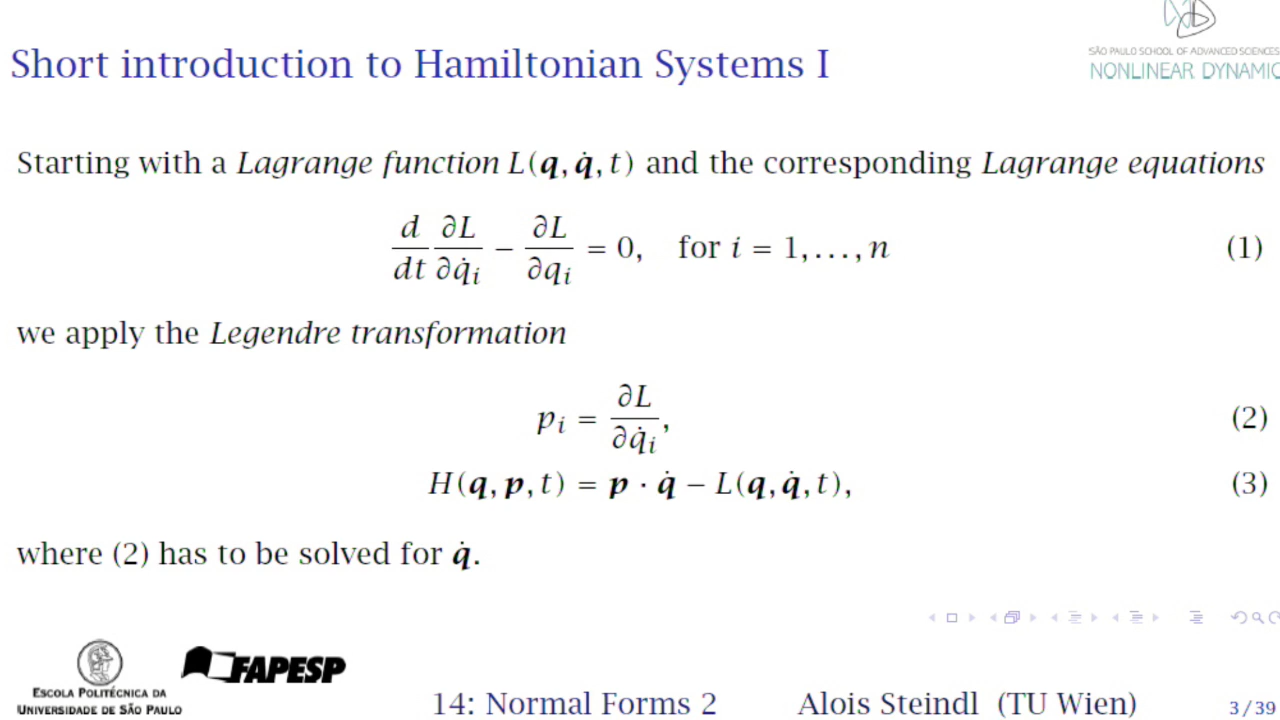 Short introduction to Hamiltonian Systems I
SÃO PAULO SCHOOL OF ADVANCED SCIENCES
NONLINEAR DYNAMIC
Starting with a Lagrange function L(q, q̇, t) and the corresponding Lagrange equations
d/dt ∂L/∂q̇ᵢ − ∂L/∂qᵢ = 0, for i = 1, . . . , n (1)
we apply the Legendre transformation
pᵢ = ∂L/∂q̇ᵢ, (2)
H(q, p, t) = p · q̇ − L(q, q̇, t), (3)
where (2) has to be solved for q̇.
ESCOLA POLITÉCNICA DA
UNIVERSIDADE DE SÃO PAULO
FAPESP
14: Normal Forms 2 Alois Steindl (TU Wien) 3/39